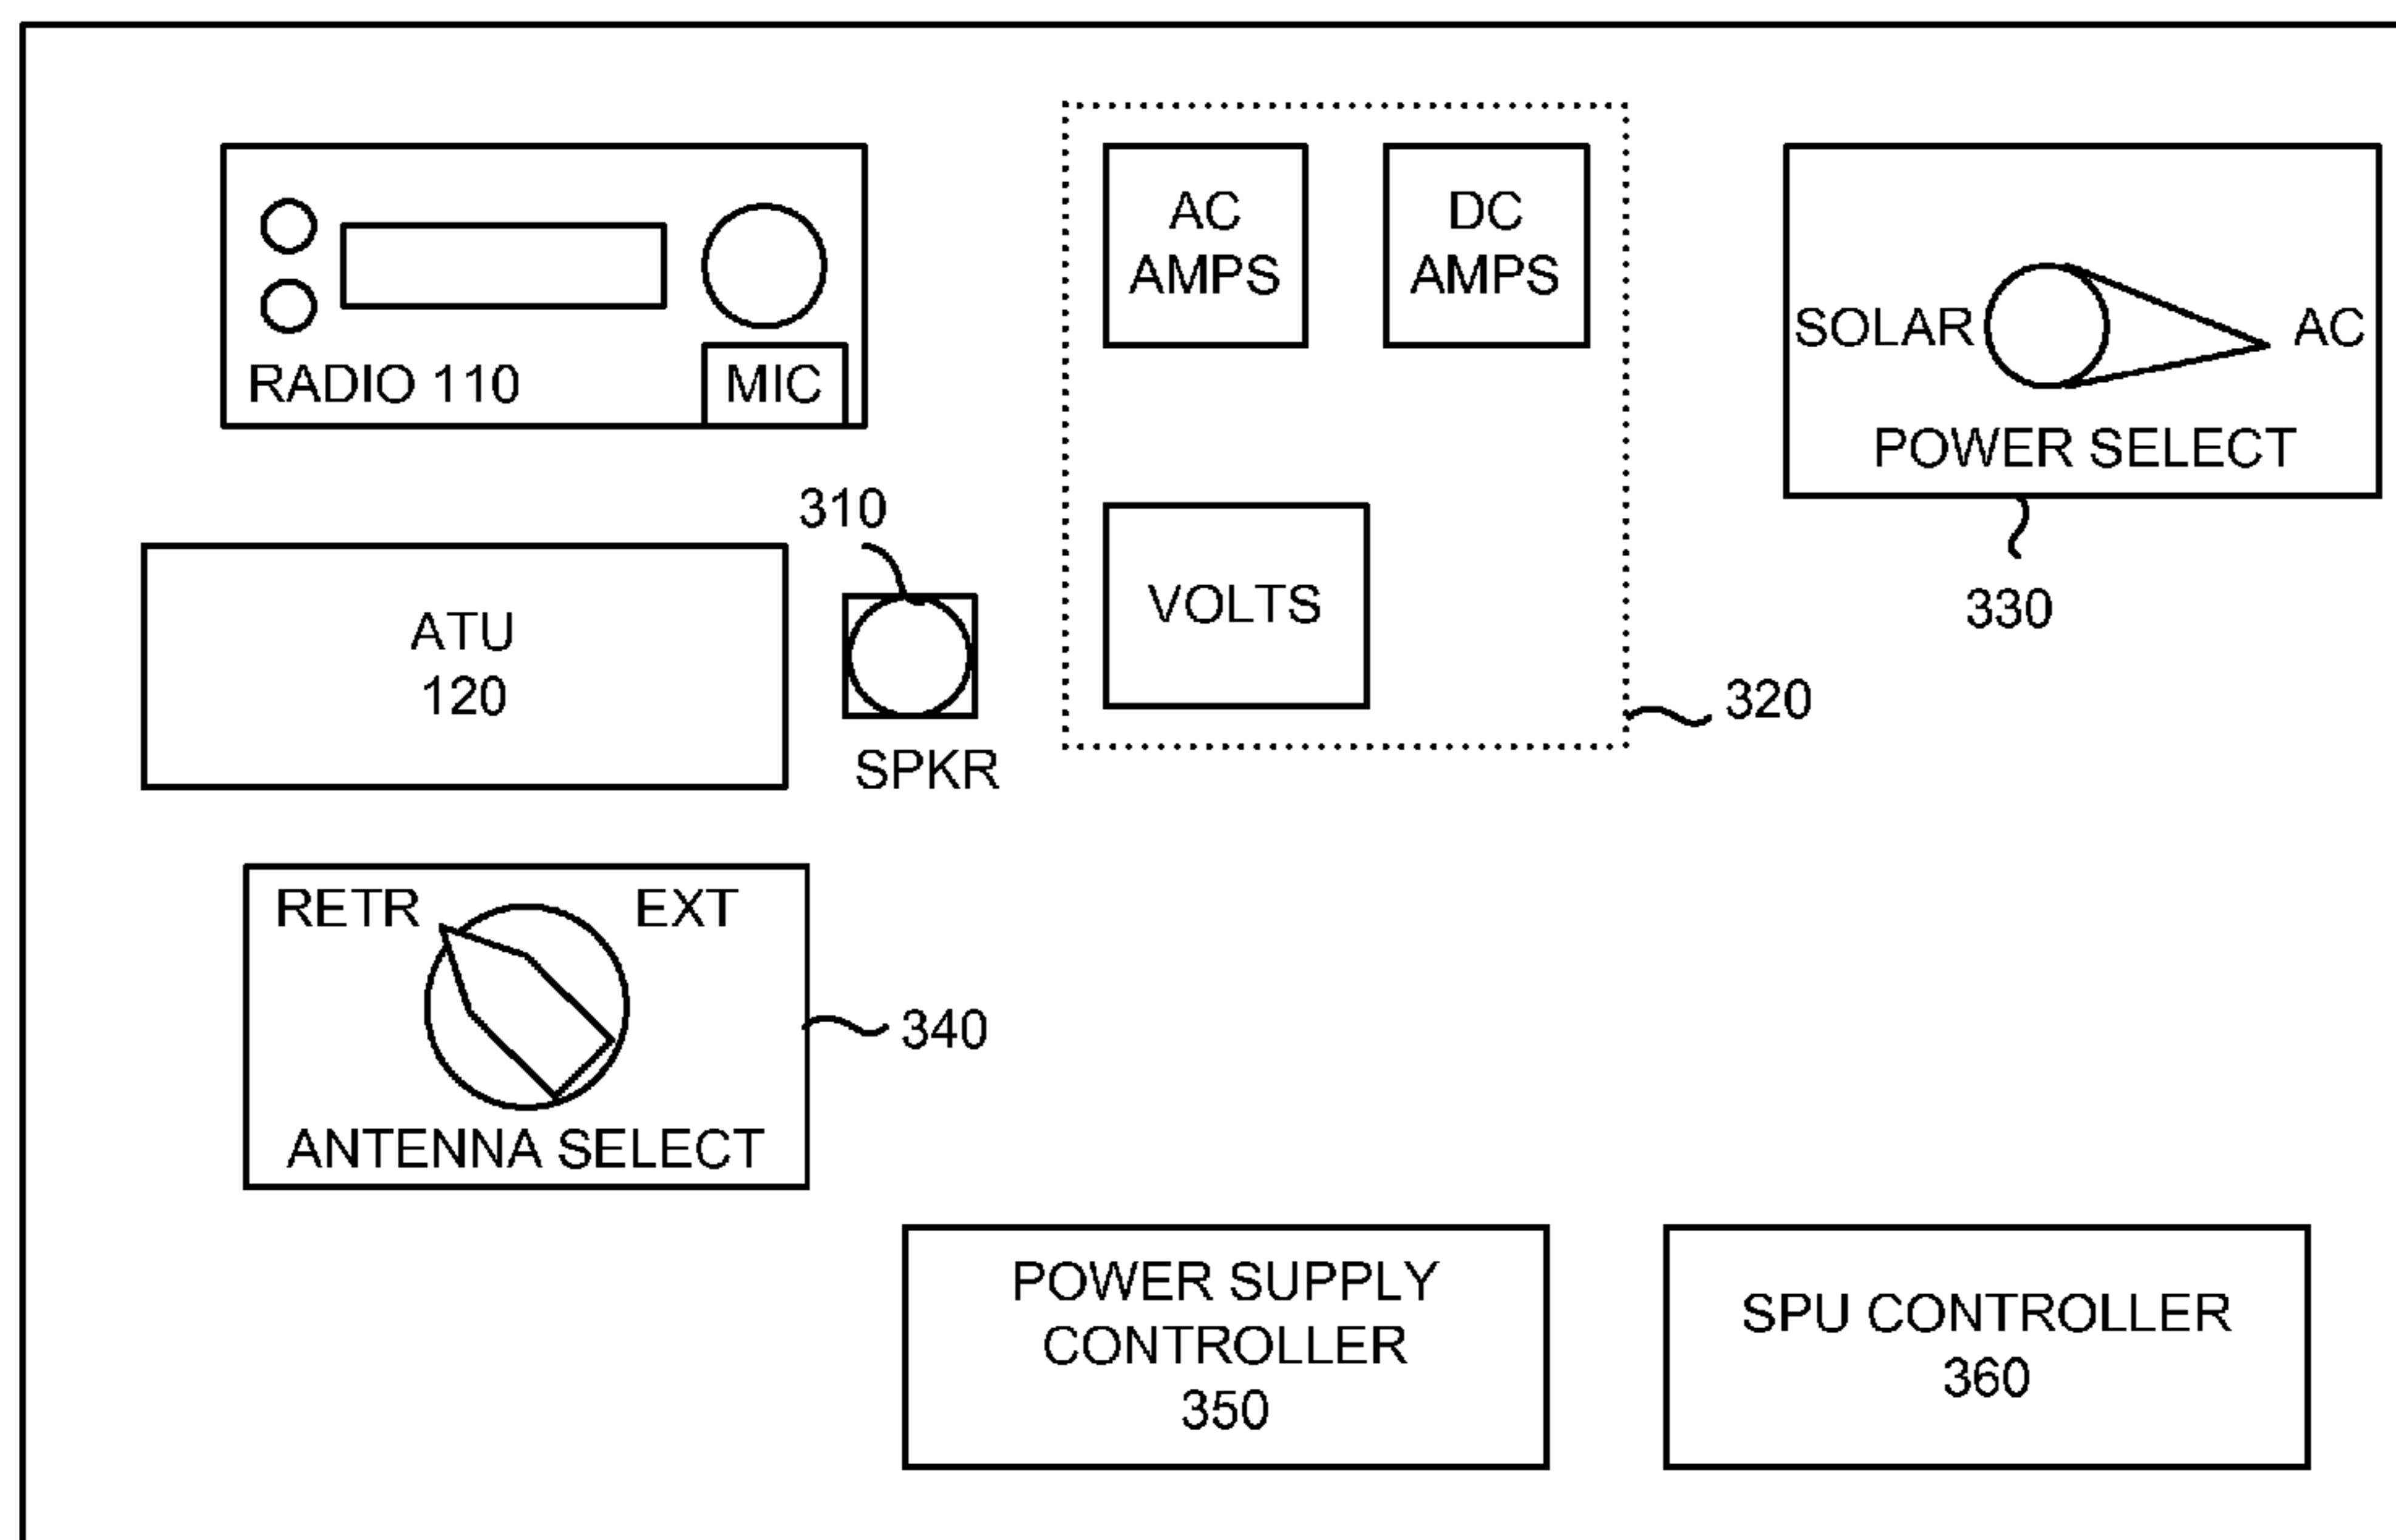 RADIO 110
MIC
AC
AMPS
DC
AMPS
SOLAR
AC
POWER SELECT
310
330
ATU
120
VOLTS
320
SPKR
RETR
EXT
340
ANTENNA SELECT
POWER SUPPLY
CONTROLLER
350
SPU CONTROLLER
360